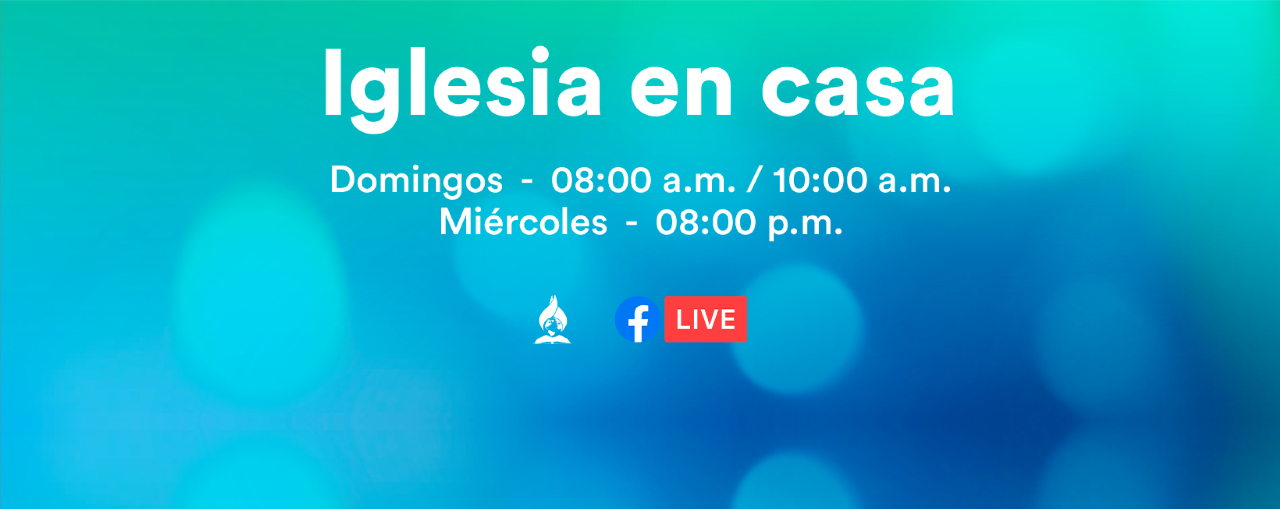 Iglesia en casa
Domingos - 08:00 a.m. / 10:00 a.m.
Miércoles - 08:00 p.m.
LIVE